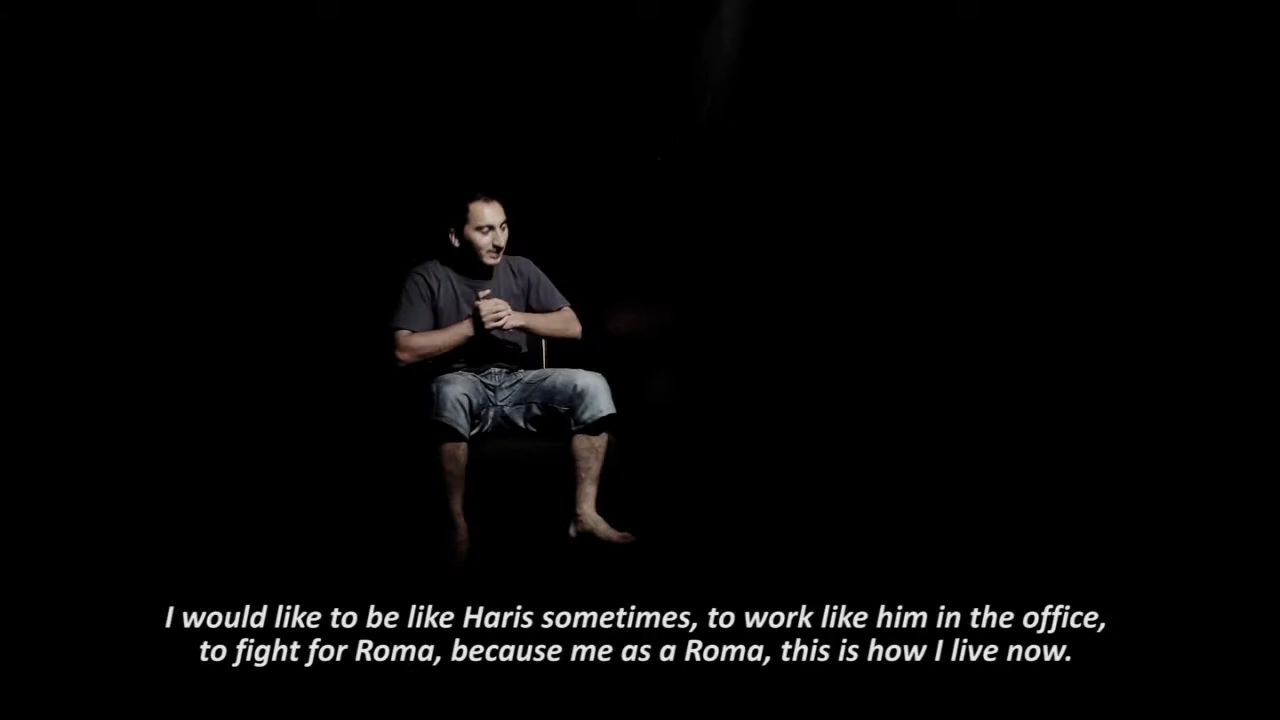 I would like to be like Haris sometimes, to work like him in the office,
to fight for Roma, because me as a Roma, this is how I live now.